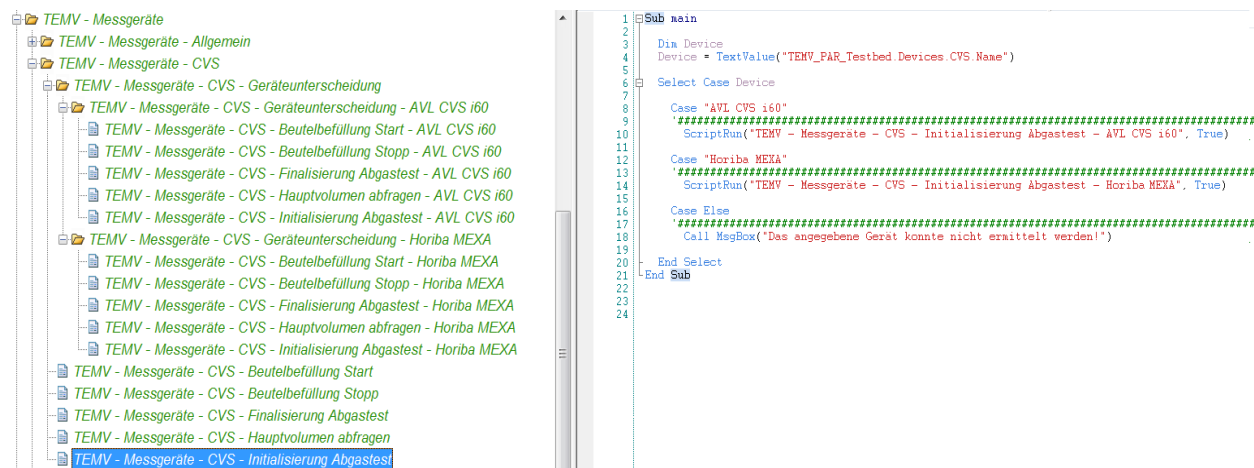 TEMV - Messgeräte
TEMV - Messgeräte - Allgemein
TEMV - Messgeräte - CVS
TEMV - Messgeräte - CVS - Geräteunterscheidung
TEMV - Messgeräte - CVS - Geräteunterscheidung - AVL CVS i60
TEMV - Messgeräte - CVS - Beutelbefüllung Start - AVL CVS i60
TEMV - Messgeräte - CVS - Beutelbefüllung Stopp - AVL CVS i60
TEMV - Messgeräte - CVS - Finalisierung Abgastest - AVL CVS i60
TEMV - Messgeräte - CVS - Hauptvolumen abfragen - AVL CVS i60
TEMV - Messgeräte - CVS - Initialisierung Abgastest - AVL CVS i60
TEMV - Messgeräte - CVS - Geräteunterscheidung - Horiba MEXA
TEMV - Messgeräte - CVS - Beutelbefüllung Start - Horiba MEXA
TEMV - Messgeräte - CVS - Beutelbefüllung Stopp - Horiba MEXA
TEMV - Messgeräte - CVS - Finalisierung Abgastest - Horiba MEXA
TEMV - Messgeräte - CVS - Hauptvolumen abfragen - Horiba MEXA
TEMV - Messgeräte - CVS - Initialisierung Abgastest - Horiba MEXA
TEMV - Messgeräte - CVS - Beutelbefüllung Start
TEMV - Messgeräte - CVS - Beutelbefüllung Stopp
TEMV - Messgeräte - CVS - Finalisierung Abgastest
TEMV - Messgeräte - CVS - Hauptvolumen abfragen
TEMV - Messgeräte - CVS - Initialisierung Abgastest
1 Sub main
2
3 Dim Device
4 Device = TextValue("TEMV_PAR_Testbed.Devices.CVS.Name")
5
6 Select Case Device
7
8 Case "AVL CVS i60"
9 '################################################################################
10 ScriptRun("TEMV - Messgeräte - CVS - Initialisierung Abgastest - AVL CVS i60", True)
11
12 Case "Horiba MEXA"
13 '################################################################################
14 ScriptRun("TEMV - Messgeräte - CVS - Initialisierung Abgastest - Horiba MEXA", True)
15
16 Case Else
17 '################################################################################
18 Call MsgBox("Das angegebene Gerät konnte nicht ermittelt werden!")
19
20 End Select
21 End Sub
22
23
24